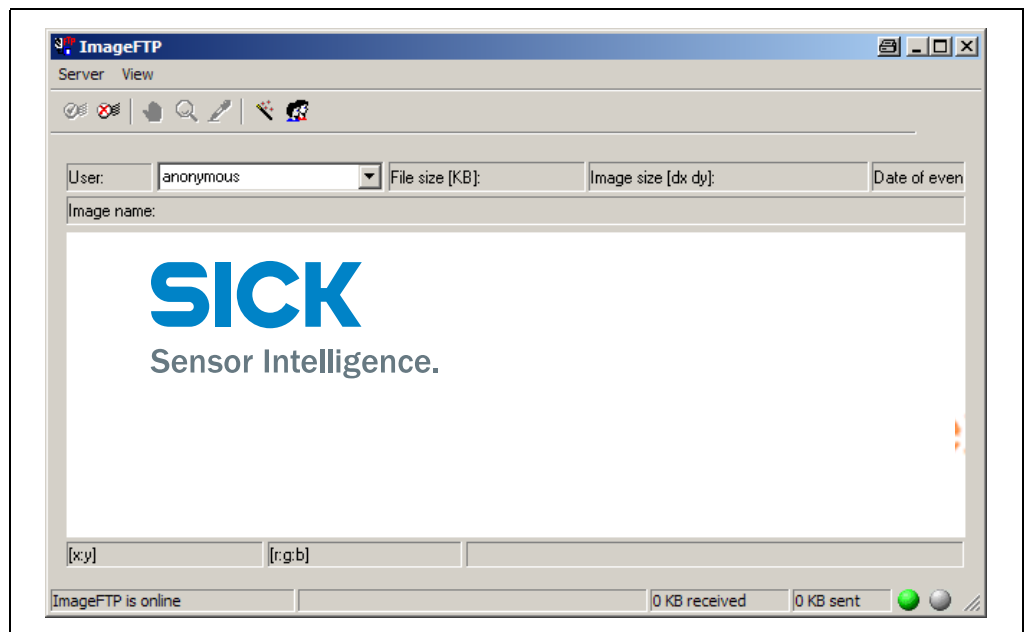 ImageFTP
Server View
User: anonymous File size [KB]: Image size [dx dy]: Date of even
Image name:
SICK
Sensor Intelligence.
[x:y] [r:g:b]
ImageFTP is online 0 KB received 0 KB sent